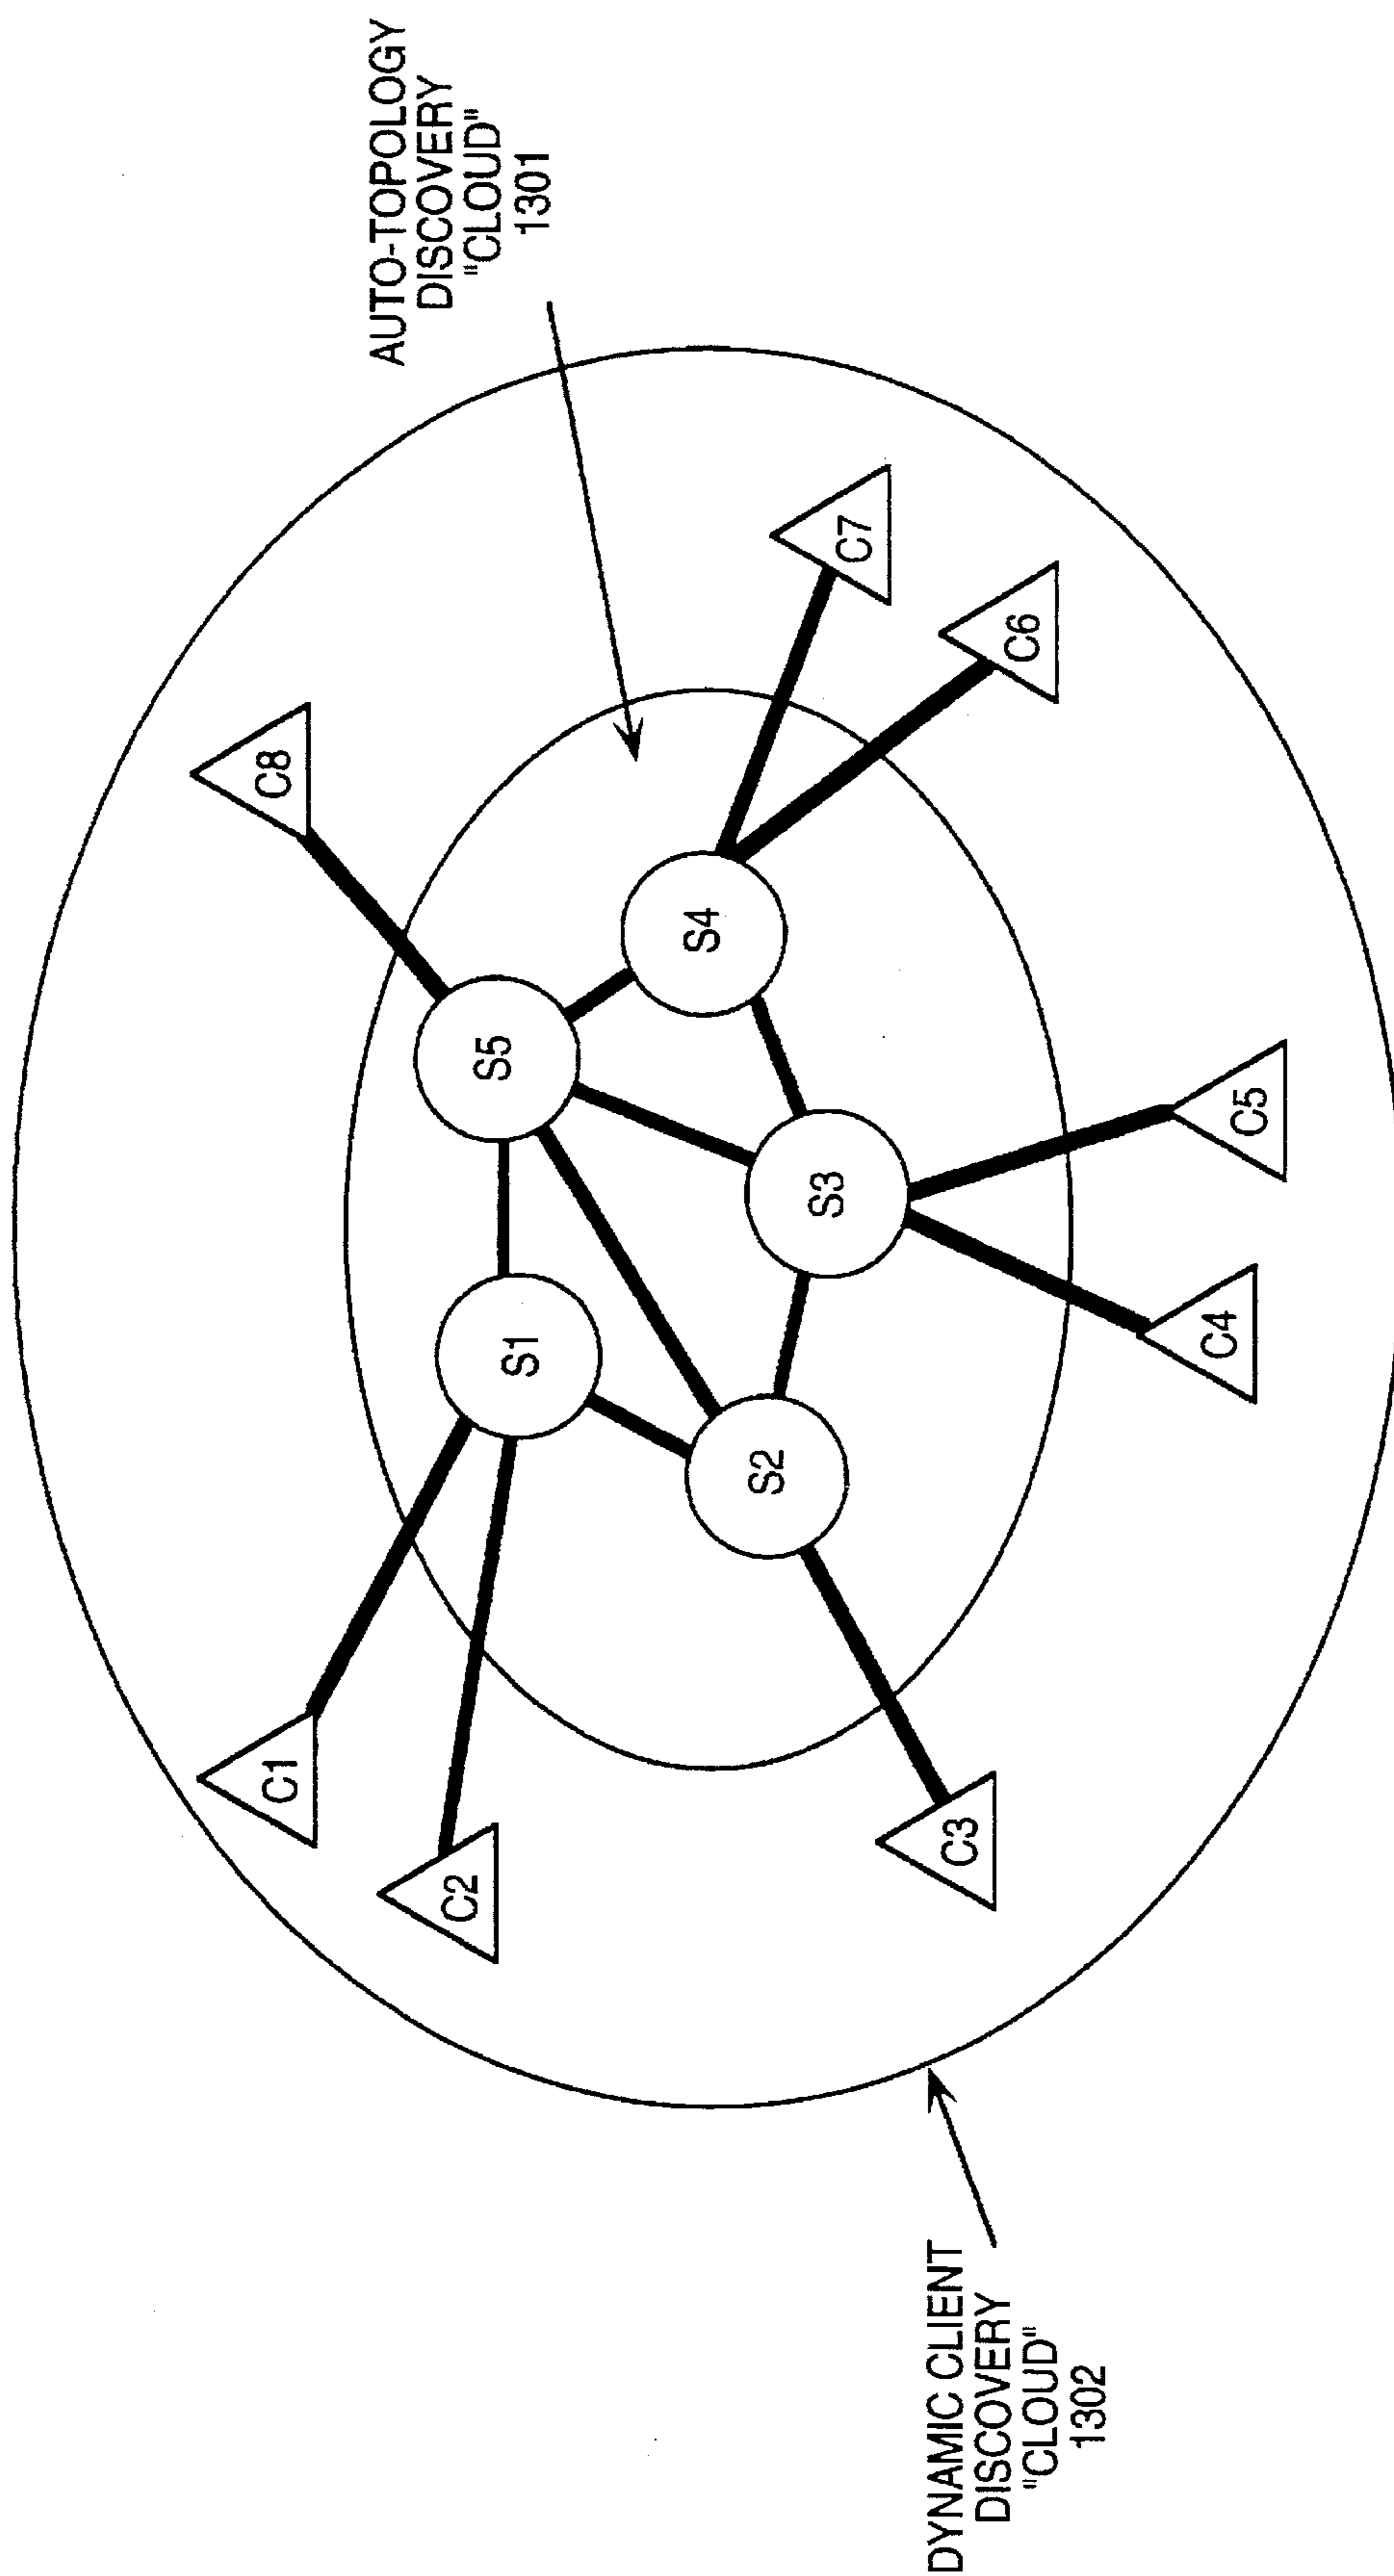 AUTO-TOPOLOGY
DISCOVERY
"CLOUD"
1301
C8
C7
C6
S5
S4
S3
C5
C4
S1
S2
C1
C2
C3
DYNAMIC CLIENT
DISCOVERY
"CLOUD"
1302